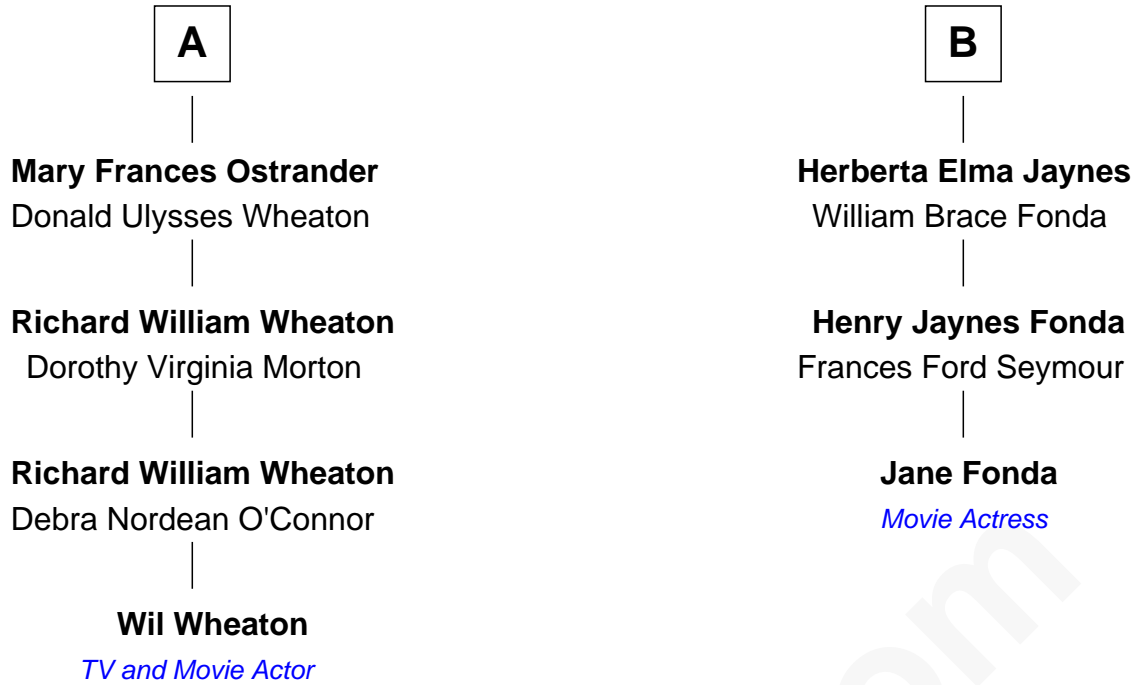 A
Mary Frances Ostrander
Donald Ulysses Wheaton
Richard William Wheaton
Dorothy Virginia Morton
Richard William Wheaton
Debra Nordean O'Connor
Wil Wheaton
TV and Movie Actor
B
Herberta Elma Jaynes
William Brace Fonda
Henry Jaynes Fonda
Frances Ford Seymour
Jane Fonda
Movie Actress
om